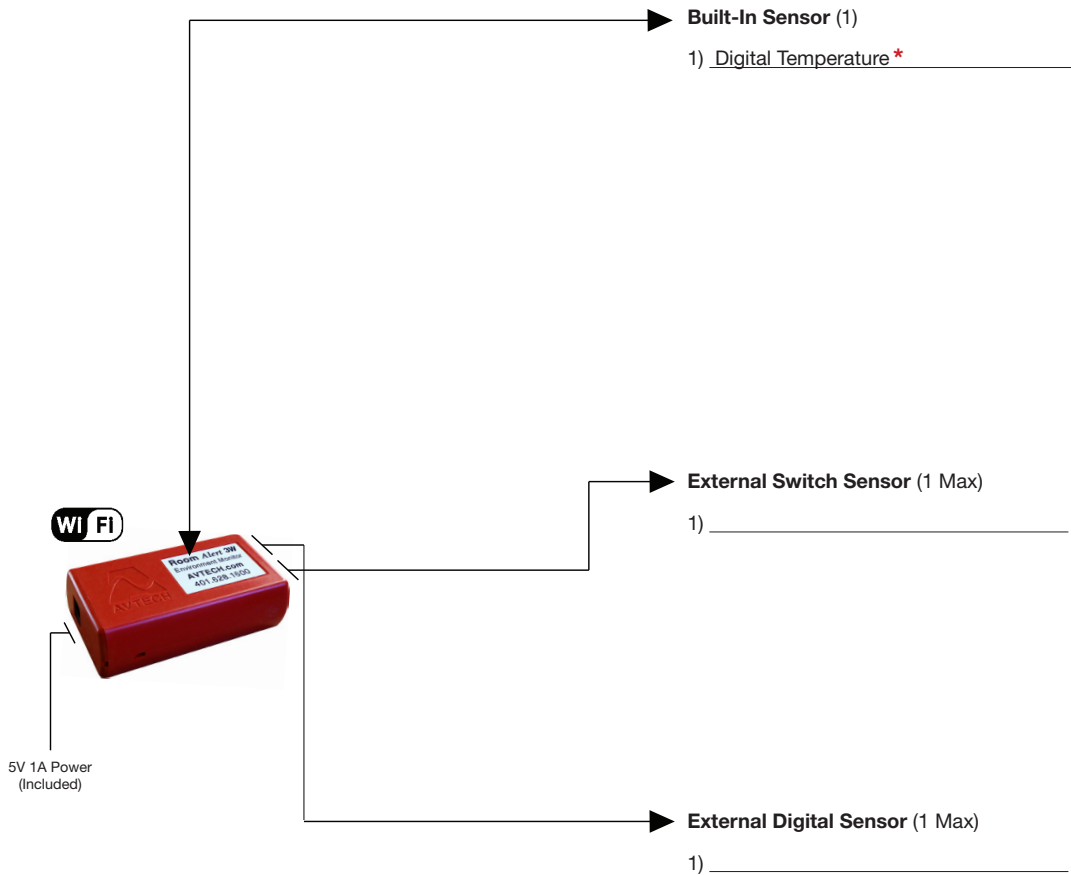 Built-In Sensor (1)
1) Digital Temperature *
External Switch Sensor (1 Max)
1)
Wi Fi
Room Alert 3W
Environment Monitor
AVTECH.com
401.628.1600
AVTECH
5V 1A Power
(Included)
External Digital Sensor (1 Max)
1)